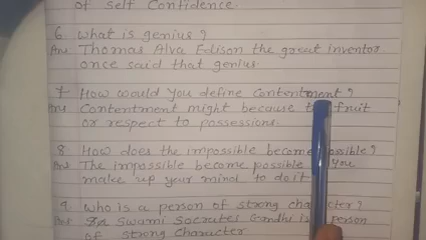 of Self Confidence.
6. What is genius?
Ans Thomas Alva Edison the great inventor
once said that genius
7. How would you define contentment?
Ans Contentment might because fruit
or respect to possessions.
8. How does the impossible become possible?
Ans The impossible become possible you
make up your mind to do it
9. Who is a person of strong character?
Ans Swami Socrates Gandhi is person
of strong character